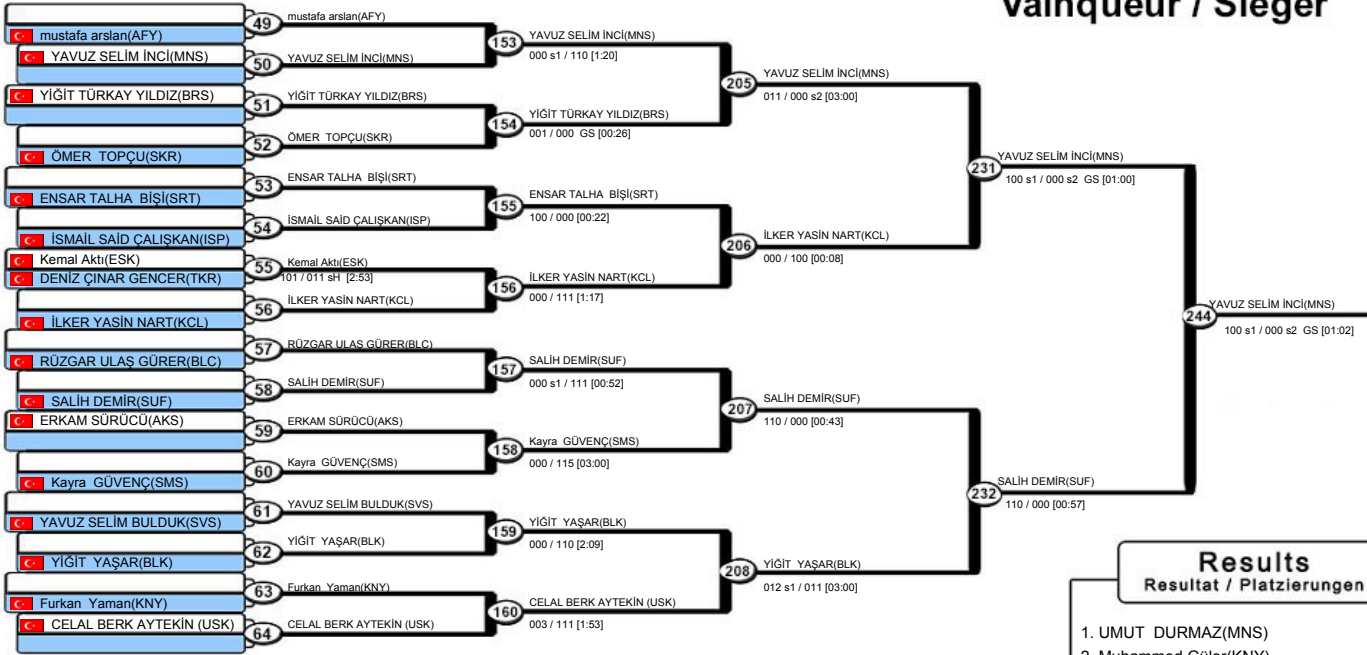 Vainqueur / Sieger
mustafa arslan(AFY)
YAVUZ SELİM İNCİ(MNS)
YİĞİT TÜRKAY YILDIZ(BRS)
ÖMER TOPÇU(SKR)
ENSAR TALHA BİŞİ(SRT)
İSMAİL SAİD ÇALIŞKAN(ISP)
Kemal Aktı(ESK)
DENİZ ÇINAR GENCER(TKR)
İLKER YASİN NART(KCL)
RÜZGAR ULAŞ GÜRER(BLC)
SALİH DEMİR(SUF)
ERKAM SÜRÜCÜ(AKS)
Kayra GÜVENÇ(SMS)
YAVUZ SELİM BULDUK(SVS)
YİĞİT YAŞAR(BLK)
Furkan Yaman(KNY)
CELAL BERK AYTEKİN (USK)
49
mustafa arslan(AFY)
50
YAVUZ SELİM İNCİ(MNS)
51
YİĞİT TÜRKAY YILDIZ(BRS)
52
ÖMER TOPÇU(SKR)
53
ENSAR TALHA BİŞİ(SRT)
54
İSMAİL SAİD ÇALIŞKAN(ISP)
55
Kemal Aktı(ESK)
101 / 011 sH [2:53]
56
İLKER YASİN NART(KCL)
57
RÜZGAR ULAŞ GÜRER(BLC)
58
SALİH DEMİR(SUF)
59
ERKAM SÜRÜCÜ(AKS)
60
Kayra GÜVENÇ(SMS)
61
YAVUZ SELİM BULDUK(SVS)
62
YİĞİT YAŞAR(BLK)
63
Furkan Yaman(KNY)
64
CELAL BERK AYTEKİN (USK)
153
YAVUZ SELİM İNCİ(MNS)
000 s1 / 110 [1:20]
154
YİĞİT TÜRKAY YILDIZ(BRS)
001 / 000 GS [00:26]
155
ENSAR TALHA BİŞİ(SRT)
100 / 000 [00:22]
156
İLKER YASİN NART(KCL)
000 / 111 [1:17]
157
SALİH DEMİR(SUF)
000 s1 / 111 [00:52]
158
Kayra GÜVENÇ(SMS)
000 / 115 [03:00]
159
YİĞİT YAŞAR(BLK)
000 / 110 [2:09]
160
CELAL BERK AYTEKİN (USK)
003 / 111 [1:53]
205
YAVUZ SELİM İNCİ(MNS)
011 / 000 s2 [03:00]
206
İLKER YASİN NART(KCL)
000 / 100 [00:08]
207
SALİH DEMİR(SUF)
110 / 000 [00:43]
208
YİĞİT YAŞAR(BLK)
012 s1 / 011 [03:00]
231
YAVUZ SELİM İNCİ(MNS)
100 s1 / 000 s2 GS [01:00]
232
SALİH DEMİR(SUF)
110 / 000 [00:57]
244
YAVUZ SELİM İNCİ(MNS)
100 s1 / 000 s2 GS [01:02]
Results
Resultat / Platzierungen
1. UMUT DURMAZ(MNS)
2. Muhammed Güler(KNY)